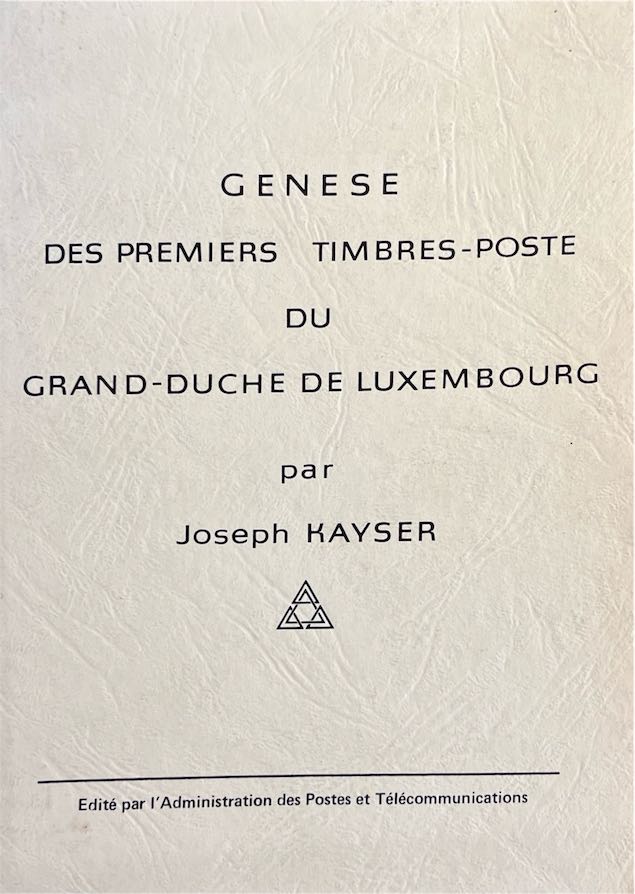 GENESE
DES PREMIERS TIMBRES-POSTE
DU
GRAND-DUCHE DE LUXEMBOURG
par
Joseph KAYSER
Edité par l'Administration des Postes et Télécommunications